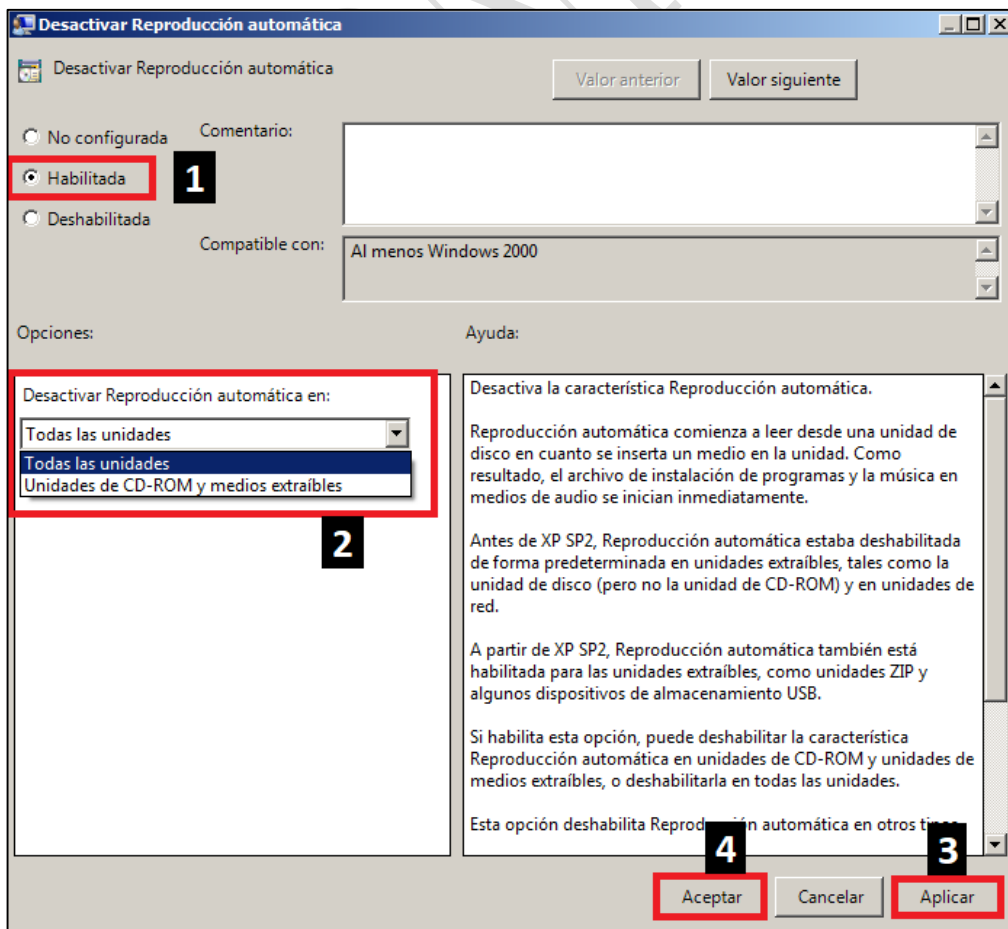 Desactivar Reproducción automática
Desactivar Reproducción automática
Valor anterior
Valor siguiente
No configurada
Comentario:
Habilitada
1
Deshabilitada
Compatible con:
Al menos Windows 2000
Opciones:
Ayuda:
Desactivar Reproducción automática en:
Todas las unidades
Todas las unidades
Unidades de CD-ROM y medios extraíbles
2
Desactiva la característica Reproducción automática.
Reproducción automática comienza a leer desde una unidad de
disco en cuanto se inserta un medio en la unidad. Como
resultado, el archivo de instalación de programas y la música en
medios de audio se inician inmediatamente.
Antes de XP SP2, Reproducción automática estaba deshabilitada
de forma predeterminada en unidades extraíbles, tales como la
unidad de disco (pero no la unidad de CD-ROM) y en unidades de
red.
A partir de XP SP2, Reproducción automática también está
habilitada para las unidades extraíbles, como unidades ZIP y
algunos dispositivos de almacenamiento USB.
Si habilita esta opción, puede deshabilitar la característica
Reproducción automática en unidades de CD-ROM y unidades de
medios extraíbles, o deshabilitarla en todas las unidades.
Esta opción deshabilita Reproducción automática en otros tipos
4
3
Aceptar
Cancelar
Aplicar